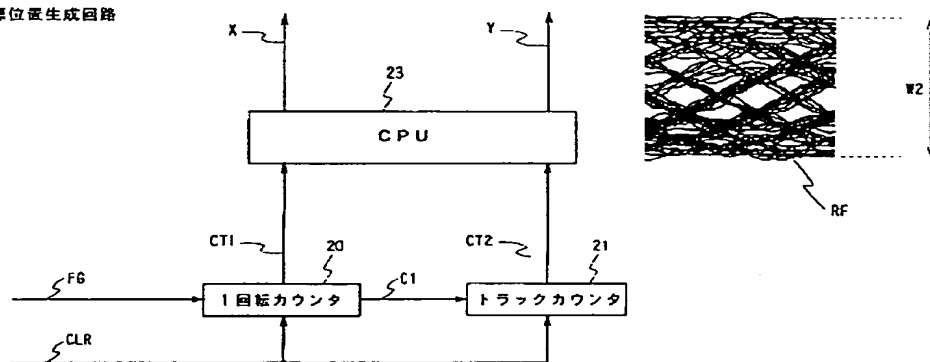 標位置生成回路
X
Y
23
CPU
W2
RF
CT1
20
CT2
21
FG
1回転カウンタ
C1
トラックカウンタ
CLR